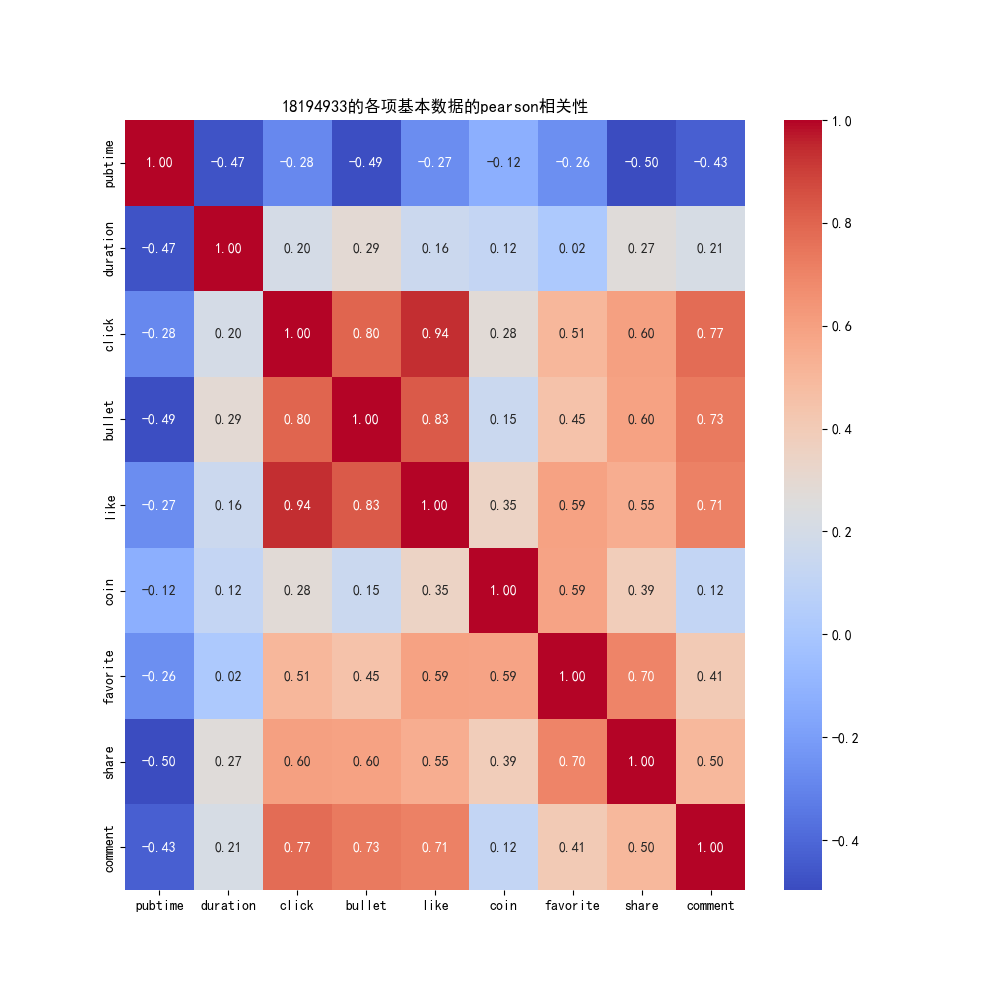 18194933的各项基本数据的pearson相关性
pubtime 1.00 -0.47 -0.28 -0.49 -0.27 -0.12 -0.26 -0.50 -0.43
duration -0.47 1.00 0.20 0.29 0.16 0.12 0.02 0.27 0.21
click -0.28 0.20 1.00 0.80 0.94 0.28 0.51 0.60 0.77
bullet -0.49 0.29 0.80 1.00 0.83 0.15 0.45 0.60 0.73
like -0.27 0.16 0.94 0.83 1.00 0.35 0.59 0.55 0.71
coin -0.12 0.12 0.28 0.15 0.35 1.00 0.59 0.39 0.12
favorite -0.26 0.02 0.51 0.45 0.59 0.59 1.00 0.70 0.41
share -0.50 0.27 0.60 0.60 0.55 0.39 0.70 1.00 0.50
comment -0.43 0.21 0.77 0.73 0.71 0.12 0.41 0.50 1.00
pubtime duration click bullet like coin favorite share comment
1.0
0.8
0.6
0.4
0.2
0.0
-0.2
-0.4